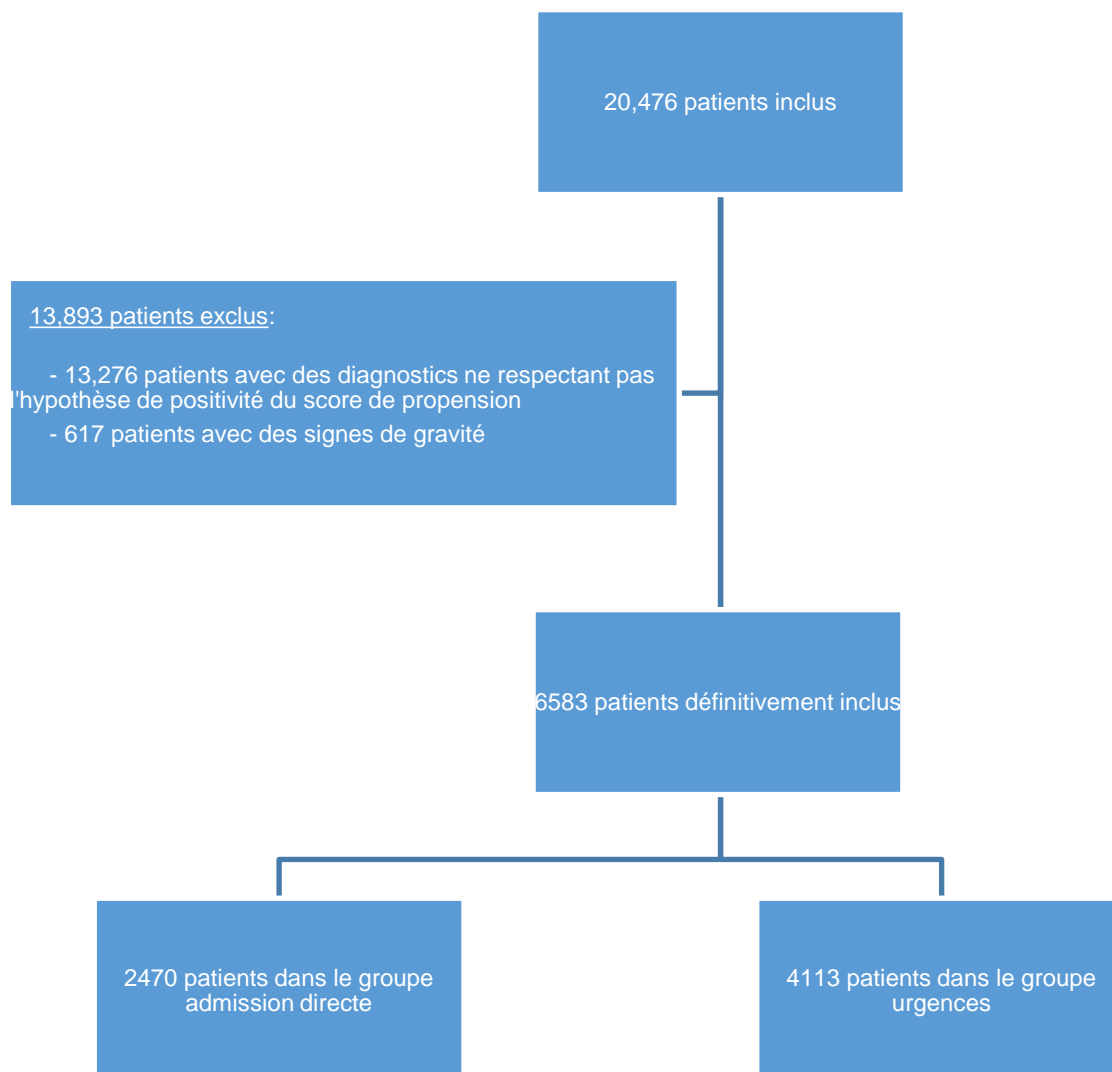 20,476 patients inclus
13,893 patients exclus:
- 13,276 patients avec des diagnostics ne respectant pas
l'hypothèse de positivité du score de propension
- 617 patients avec des signes de gravité
6583 patients définitivement inclus
2470 patients dans le groupe
admission directe
4113 patients dans le groupe
urgences